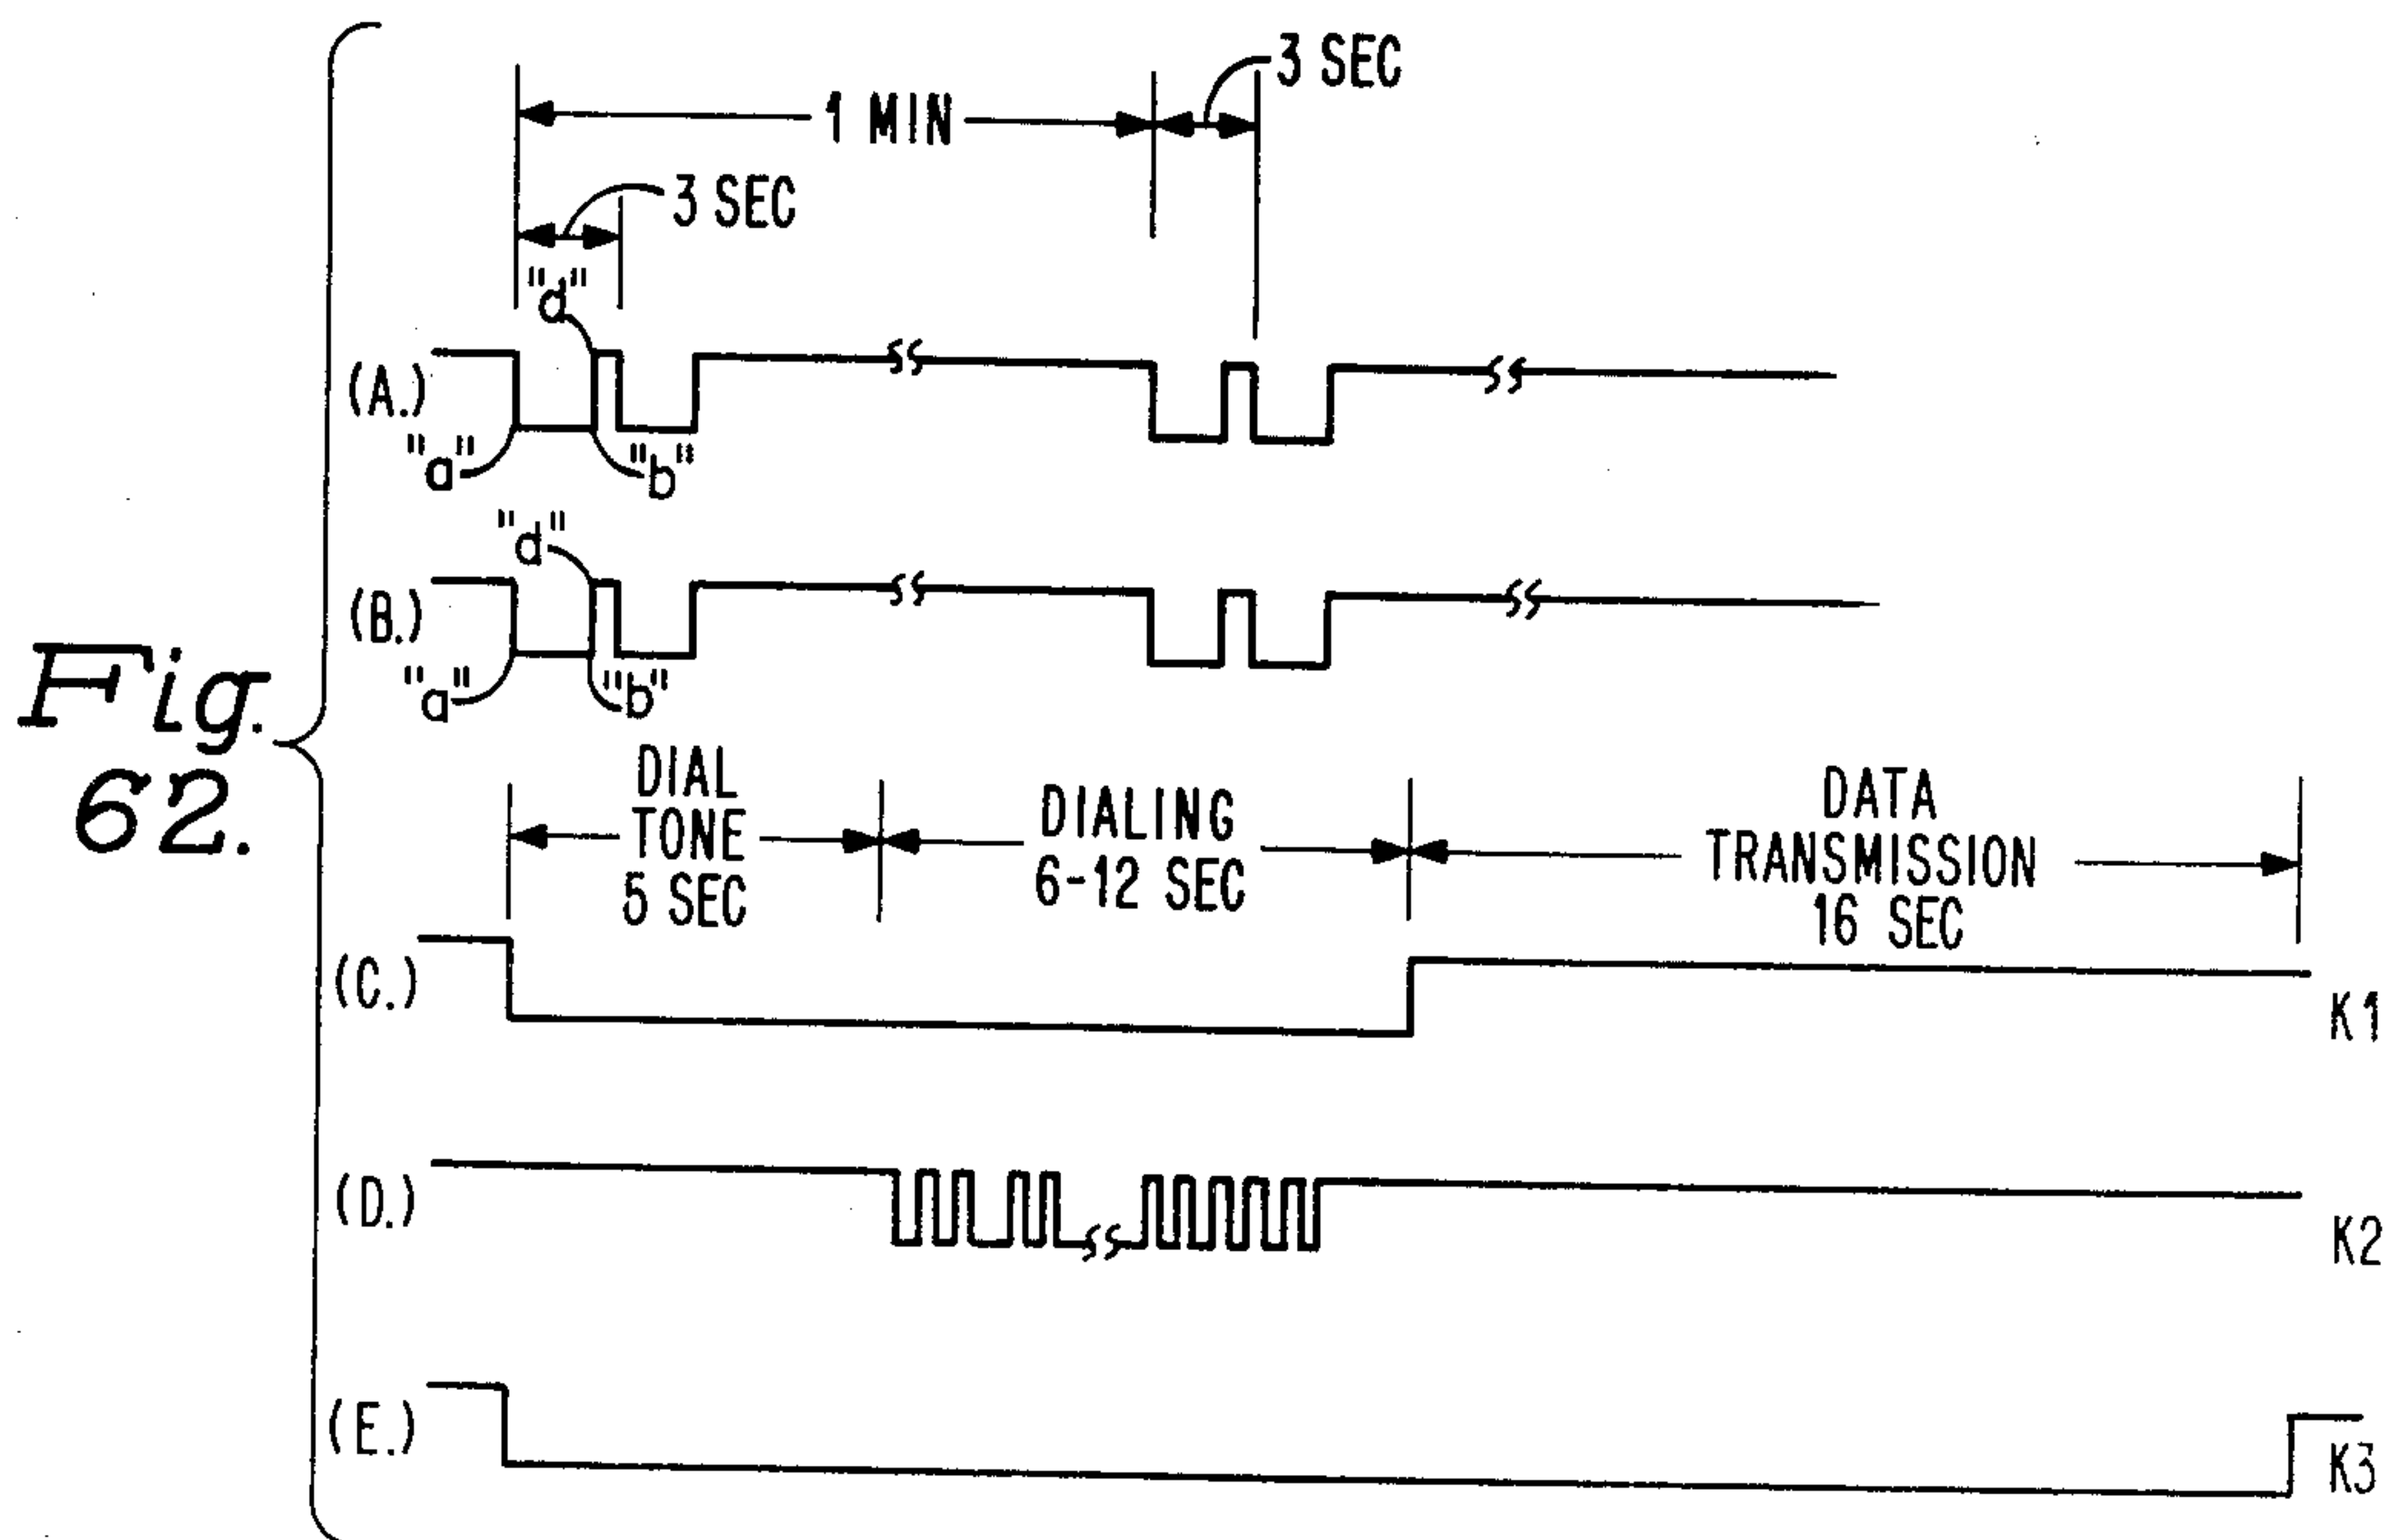 3 SEC
1 MIN
3 SEC
"d"
(A.)
"a"
"b"
"d"
(B.)
"a"
"b"
Fig.
62.
DIAL
TONE
5 SEC
DIALING
6-12 SEC
DATA
TRANSMISSION
16 SEC
(C.)
K1
(D.)
K2
(E.)
K3